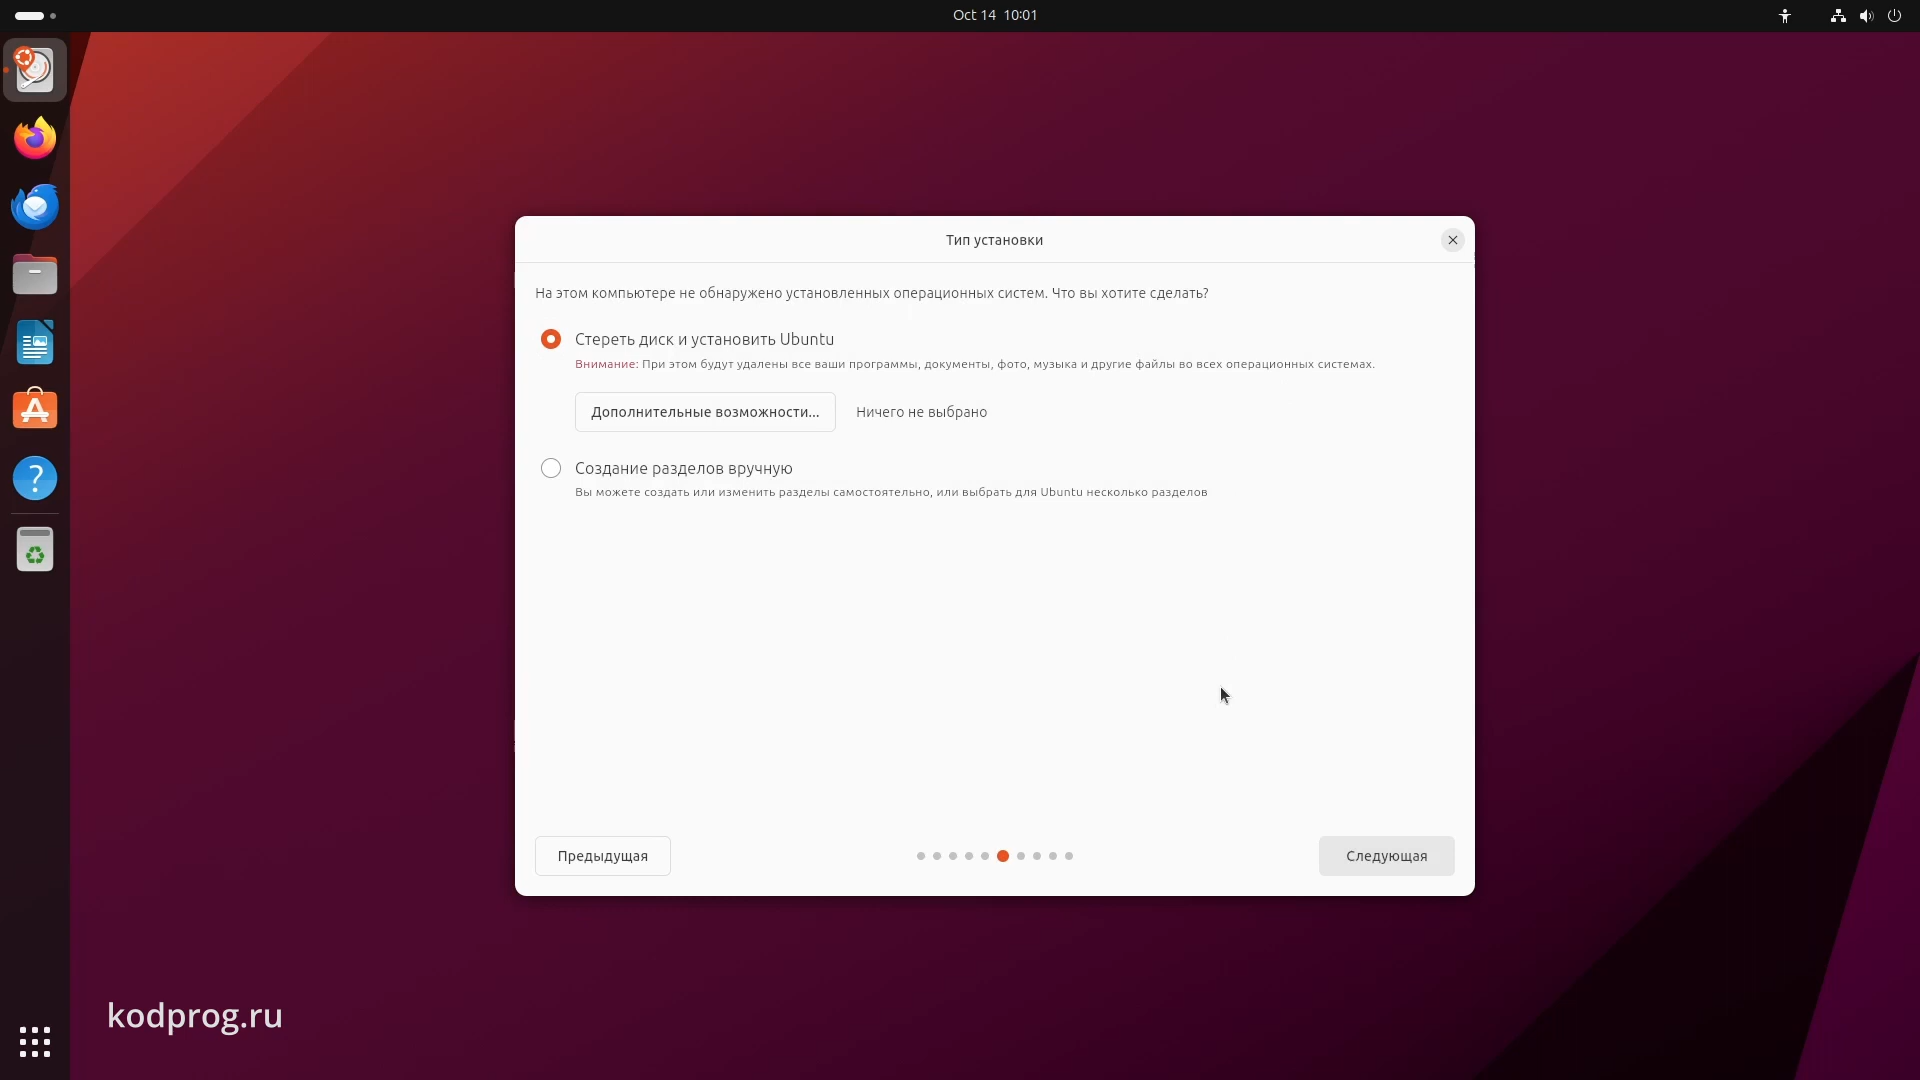 Oct 14 10:01
Тип установки
На этом компьютере не обнаружено установленных операционных систем. Что вы хотите сделать?
Стереть диск и установить Ubuntu
Внимание: При этом будут удалены все ваши программы, документы, фото, музыка и другие файлы во всех операционных системах.
Дополнительные возможности... Ничего не выбрано
Создание разделов вручную
Вы можете создать или изменить разделы самостоятельно, или выбрать для Ubuntu несколько разделов
Предыдущая Следующая
kodprog.ru